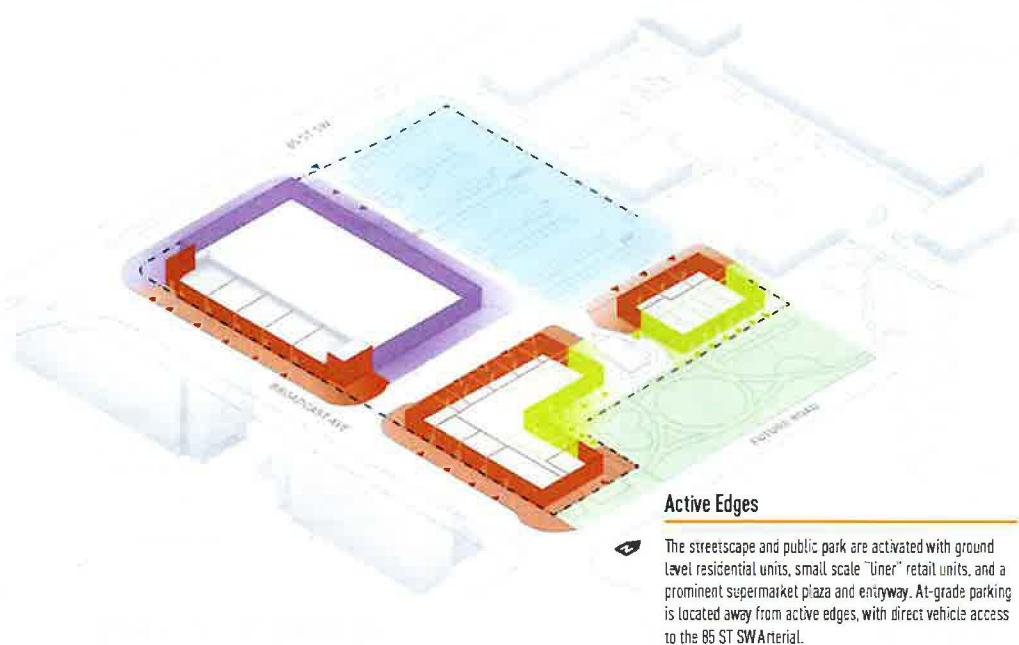 85 ST SW
BROADCAST AVE
FUTURE ROAD
Active Edges
The streetscape and public park are activated with ground
level residential units, small scale "liner" retail units, and a
prominent supermarket plaza and entryway. At-grade parking
is located away from active edges, with direct vehicle access
to the 85 ST SW Arterial.